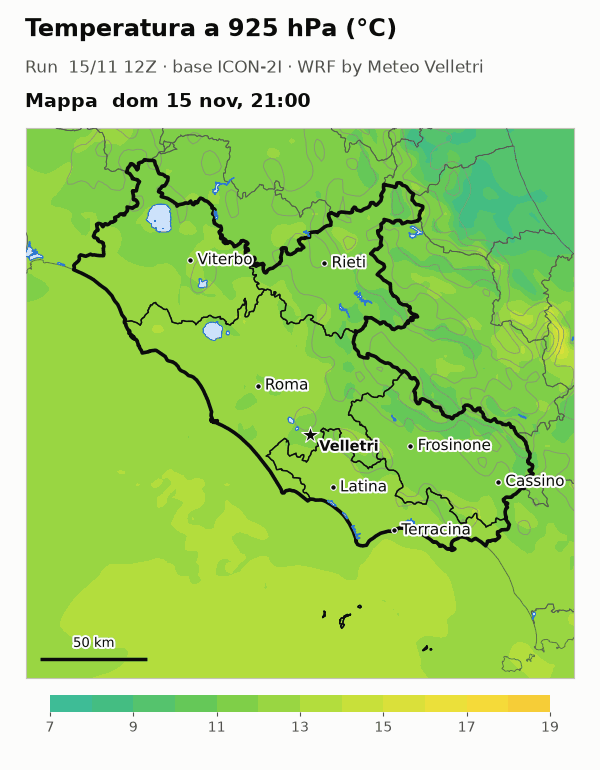 Temperatura a 925 hPa (°C)
Run  15/11 12Z · base ICON-2I · WRF by Meteo Velletri
Mappa  dom 15 nov, 21:00
Viterbo
Rieti
Roma
Velletri
Frosinone
Cassino
Latina
Terracina
50 km
7 9 11 13 15 17 19